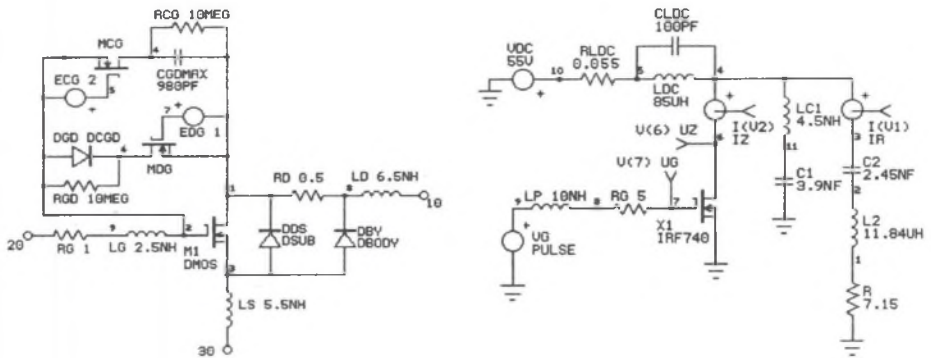 RCG 10MEG
MCG
4
ECG 2
5
CGDMAX
980PF
7
EDG 1
DGD DCGD
6
MDG
RGD 10MEG
1
RD 0.5
8
LD 6.5NH
10
20
RG 1
9
LG 2.5NH
2
M1
DMOS
DDS
DSUB
DBY
DBODY
3
LS 5.5NH
30
CLDC
100PF
VDC
55V
RLDC
0.055
10
5
4
LDC
85UH
I(V2)
IZ
LC1
4.5NH
I(V1)
IR
V(6) UZ
6
V(7) UG
3
11
C1
3.9NF
C2
2.45NF
2
LP 10NH
9
8
RG 5
7
X1
IRF740
VG
PULSE
L2
11.84UH
1
R
7.15